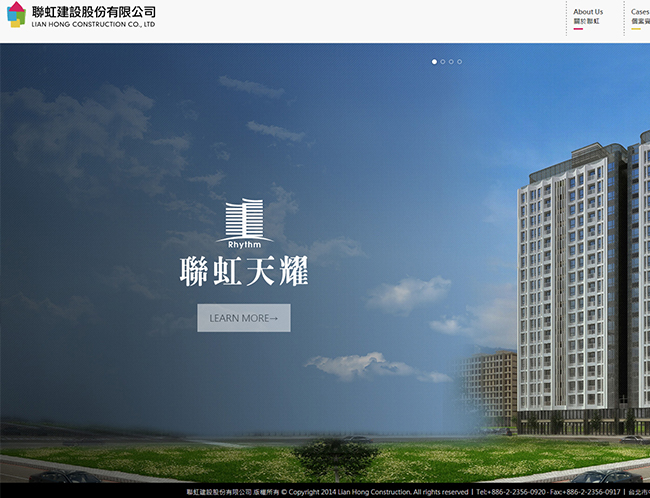 聯虹建設股份有限公司
LIAN HONG CONSTRUCTION CO., LTD
About Us
關於聯虹
Cases
個案資
Rhythm
聯虹天耀
LEARN MORE→
聯虹建設股份有限公司 版權所有 © Copyright 2014 Lian Hong Construction. All rights reserved | Tel:+886-2-2356-0920 · Fax:+886-2-2356-0917 | 台北市